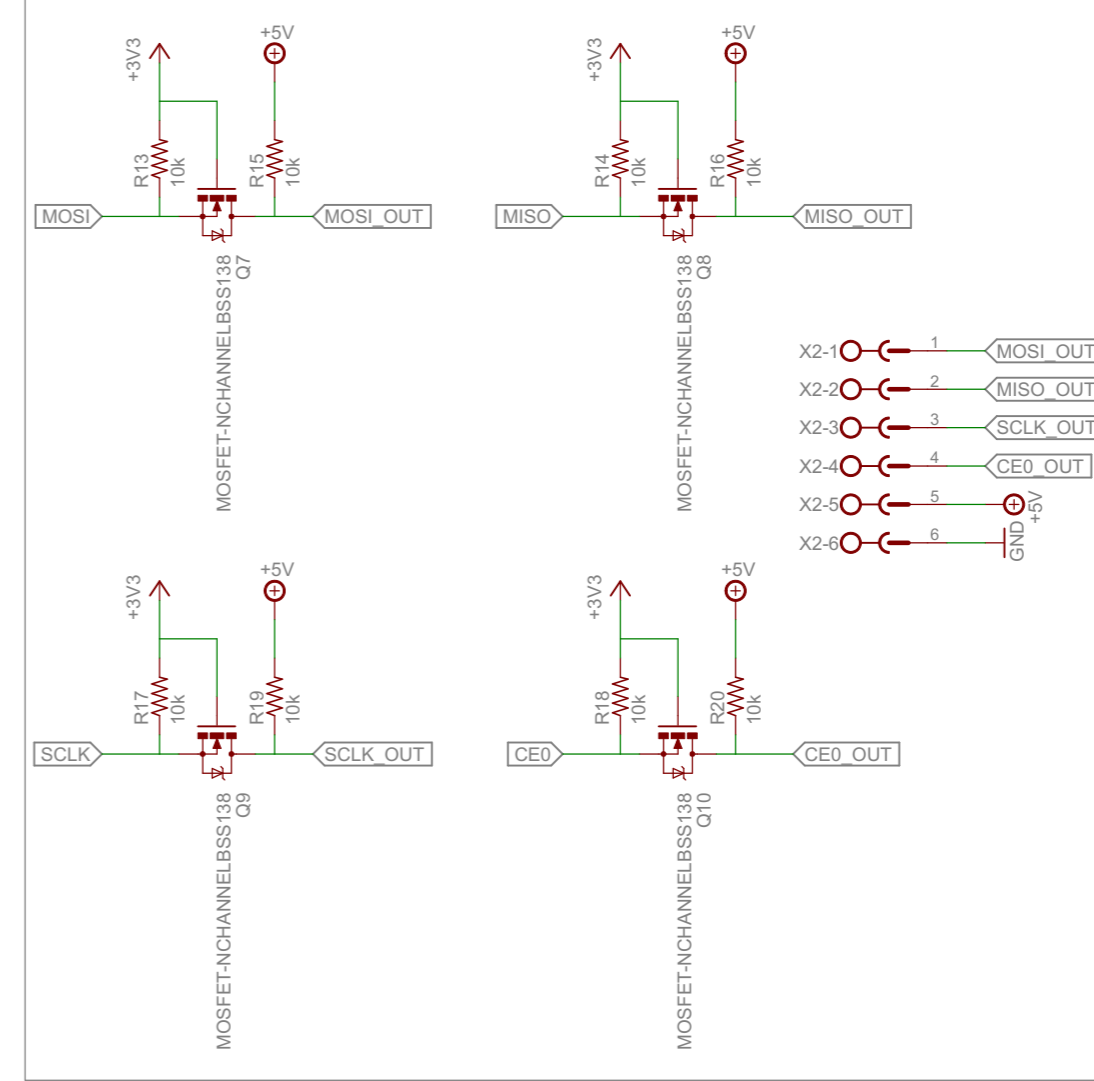 +3V3
+5V
R13
10k
R15
10k
MOSI
MOSI_OUT
MOSFET-NCHANNELBSS138
Q7
+3V3
+5V
R14
10k
R16
10k
MISO
MISO_OUT
MOSFET-NCHANNELBSS138
Q8
X2-1
1
MOSI_OUT
X2-2
2
MISO_OUT
X2-3
3
SCLK_OUT
X2-4
4
CE0_OUT
X2-5
5
+5V
X2-6
6
GND
+3V3
+5V
R17
10k
R19
10k
SCLK
SCLK_OUT
MOSFET-NCHANNELBSS138
Q9
+3V3
+5V
R18
10k
R20
10k
CE0
CE0_OUT
MOSFET-NCHANNELBSS138
Q10